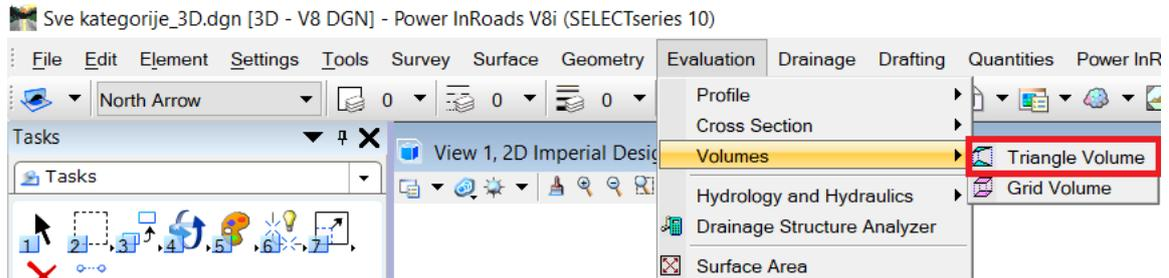 Sve kategorije_3D.dgn [3D - V8 DGN] - Power InRoads V8i (SELECTseries 10)
File Edit Element Settings Tools Survey Surface Geometry Evaluation Drainage Drafting Quantities Power InR
North Arrow 0 0 0
Profile
Cross Section
Tasks
View 1, 2D Imperial Desig
Volumes
Triangle Volume
Tasks
Grid Volume
Hydrology and Hydraulics
Drainage Structure Analyzer
1 2 3 4 5 6 7
Surface Area